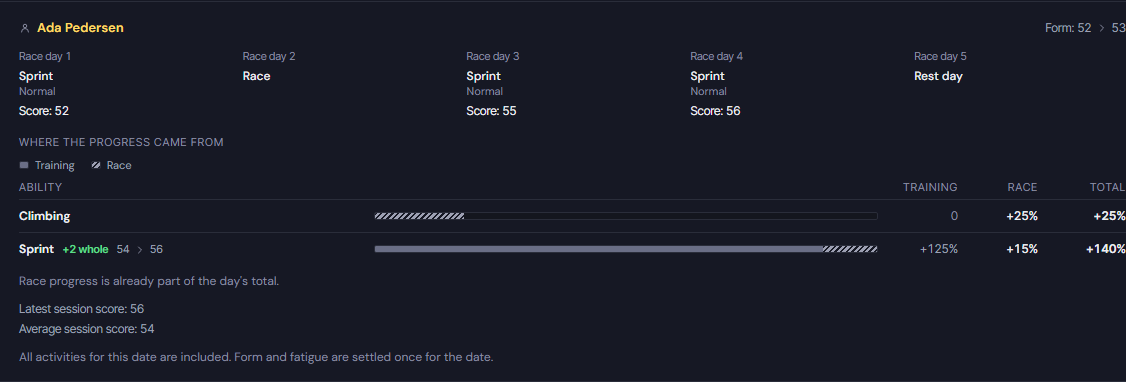 Ada Pedersen
Form: 52 > 53
Race day 1
Race day 2
Race day 3
Race day 4
Race day 5
Sprint
Race
Sprint
Sprint
Rest day
Normal
Normal
Normal
Score: 52
Score: 55
Score: 56
WHERE THE PROGRESS CAME FROM
Training Race
ABILITY TRAINING RACE TOTAL
Climbing 0 +25% +25%
Sprint +2 whole 54 > 56 +125% +15% +140%
Race progress is already part of the day's total.
Latest session score: 56
Average session score: 54
All activities for this date are included. Form and fatigue are settled once for the date.